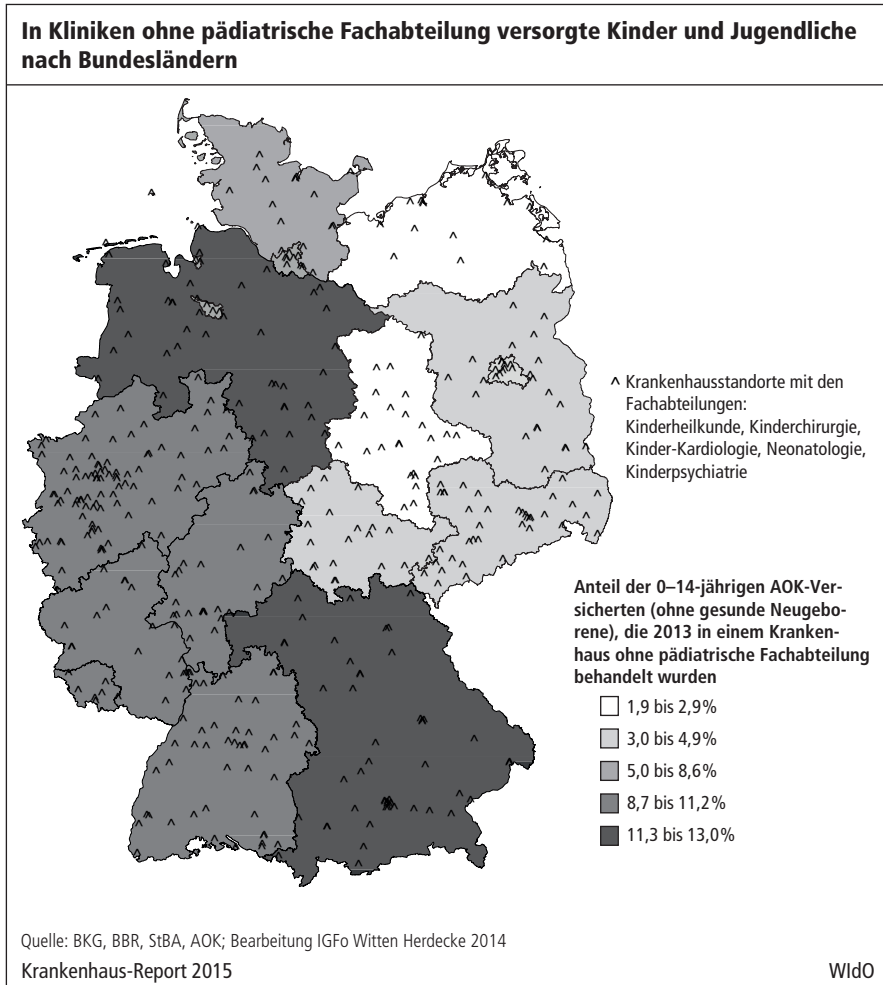 In Kliniken ohne pädiatrische Fachabteilung versorgte Kinder und Jugendliche
nach Bundesländern
^ Krankenhausstandorte mit den
Fachabteilungen:
Kinderheilkunde, Kinderchirurgie,
Kinder-Kardiologie, Neonatologie,
Kinderpsychiatrie
Anteil der 0–14-jährigen AOK-Ver-
sicherten (ohne gesunde Neugebo-
rene), die 2013 in einem Kranken-
haus ohne pädiatrische Fachabteilung
behandelt wurden
1,9 bis 2,9%
3,0 bis 4,9%
5,0 bis 8,6%
8,7 bis 11,2%
11,3 bis 13,0%
Quelle: BKG, BBR, StBA, AOK; Bearbeitung IGFo Witten Herdecke 2014
Krankenhaus-Report 2015 WIdO